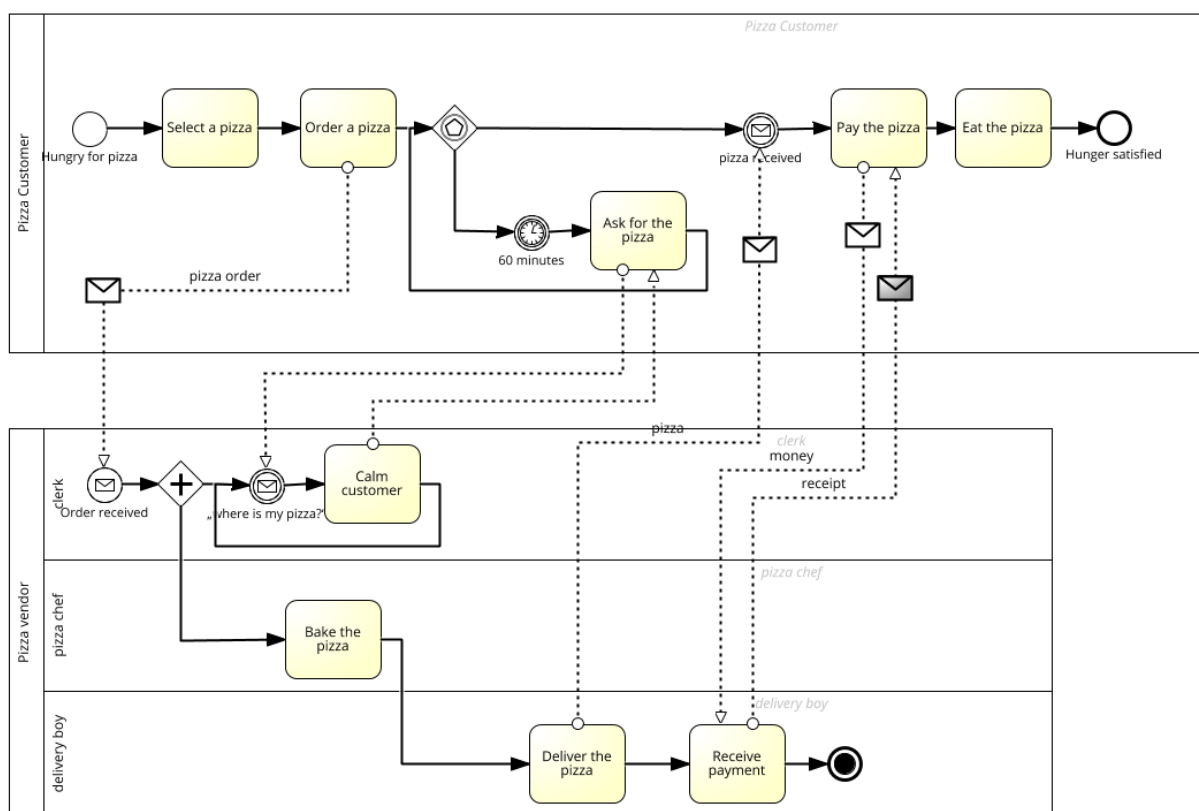 Pizza Customer
Pizza Customer
Hungry for pizza
Select a pizza
Order a pizza
pizza received
Pay the pizza
Eat the pizza
Hunger satisfied
60 minutes
Ask for the
pizza
pizza order
Pizza vendor
clerk
clerk
Order received
„where is my pizza?“
Calm
customer
pizza
money
receipt
pizza chef
pizza chef
Bake the
pizza
delivery boy
delivery boy
Deliver the
pizza
Receive
payment